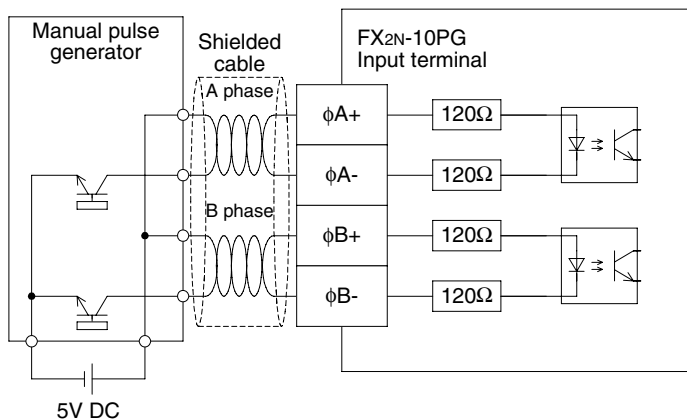 Manual pulse
generator
Shielded
cable
FX2N-10PG
Input terminal
A phase
ϕA+
120Ω
ϕA-
120Ω
B phase
ϕB+
120Ω
ϕB-
120Ω
5V DC